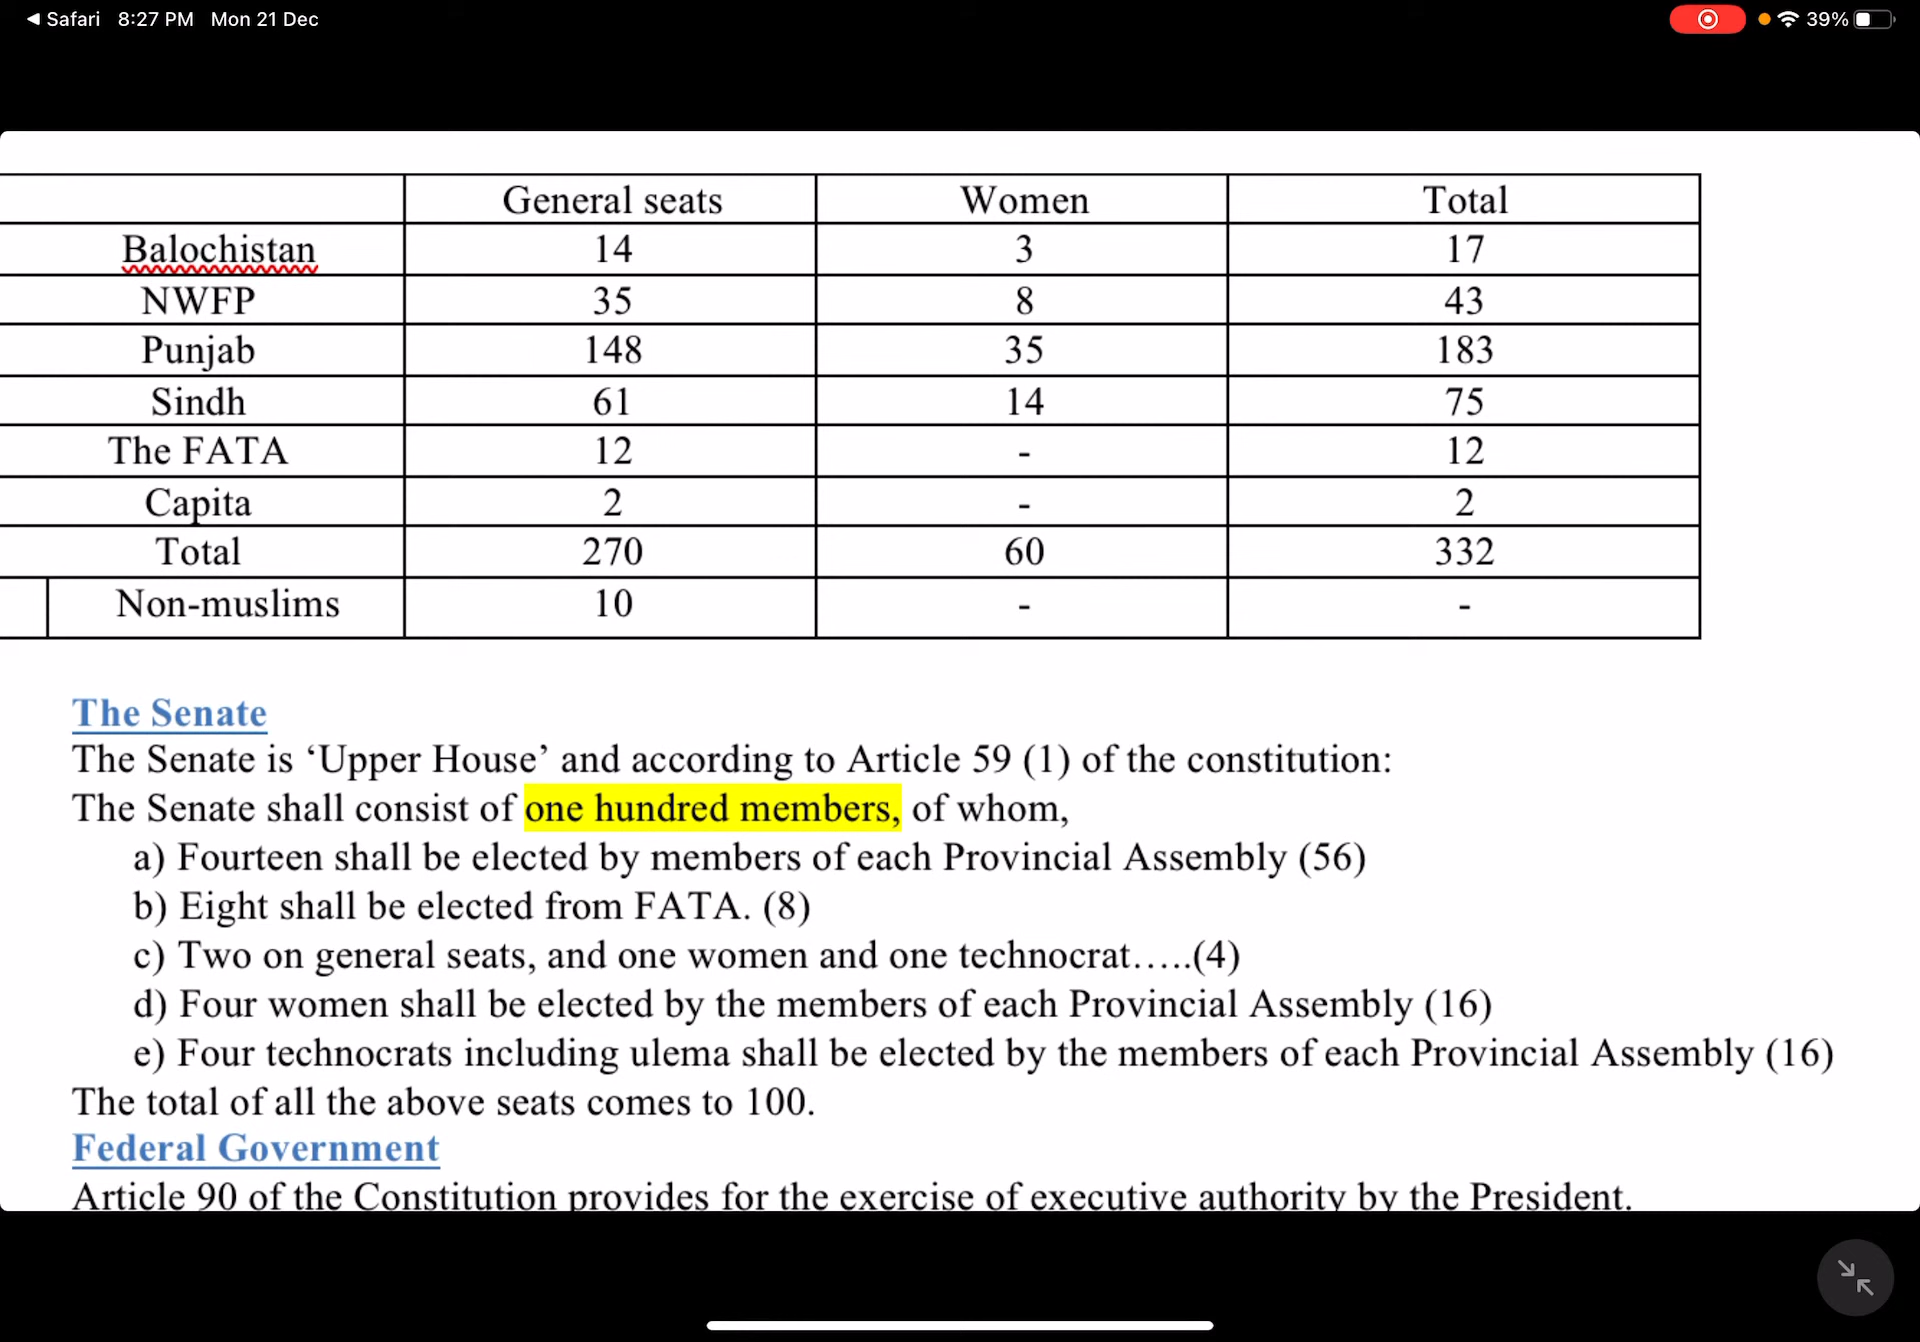 Safari 8:27 PM Mon 21 Dec 39%
General seats Women Total
Balochistan 14 3 17
NWFP 35 8 43
Punjab 148 35 183
Sindh 61 14 75
The FATA 12 - 12
Capita 2 - 2
Total 270 60 332
Non-muslims 10 - -
The Senate
The Senate is ‘Upper House’ and according to Article 59 (1) of the constitution:
The Senate shall consist of one hundred members, of whom,
a) Fourteen shall be elected by members of each Provincial Assembly (56)
b) Eight shall be elected from FATA. (8)
c) Two on general seats, and one women and one technocrat…..(4)
d) Four women shall be elected by the members of each Provincial Assembly (16)
e) Four technocrats including ulema shall be elected by the members of each Provincial Assembly (16)
The total of all the above seats comes to 100.
Federal Government
Article 90 of the Constitution provides for the exercise of executive authority by the President.